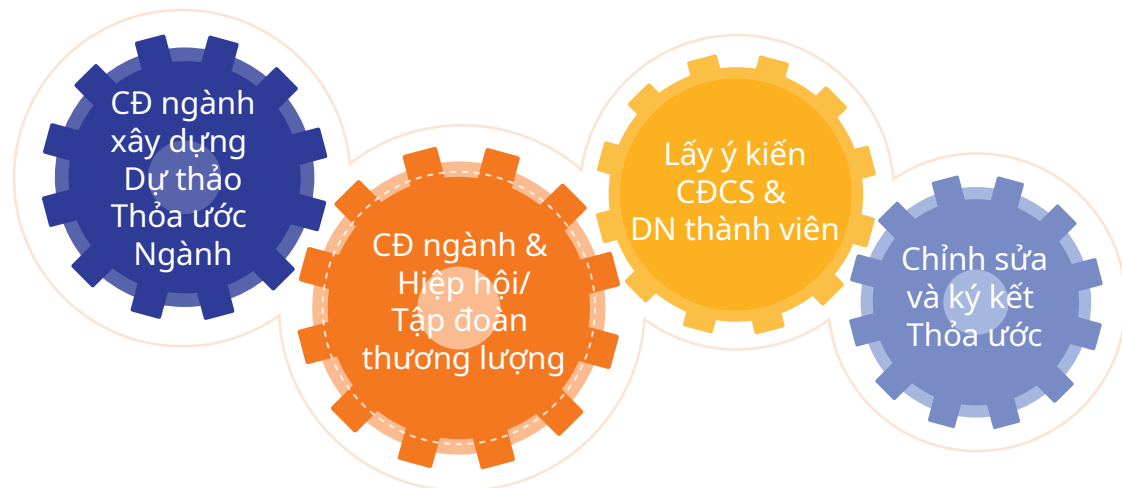 CĐ ngành
xây dựng
Dự thảo
Thỏa ước
Ngành
CĐ ngành &
Hiệp hội/
Tập đoàn
thương lượng
Lấy ý kiến
CĐCS &
DN thành viên
Chỉnh sửa
và ký kết
Thỏa ước